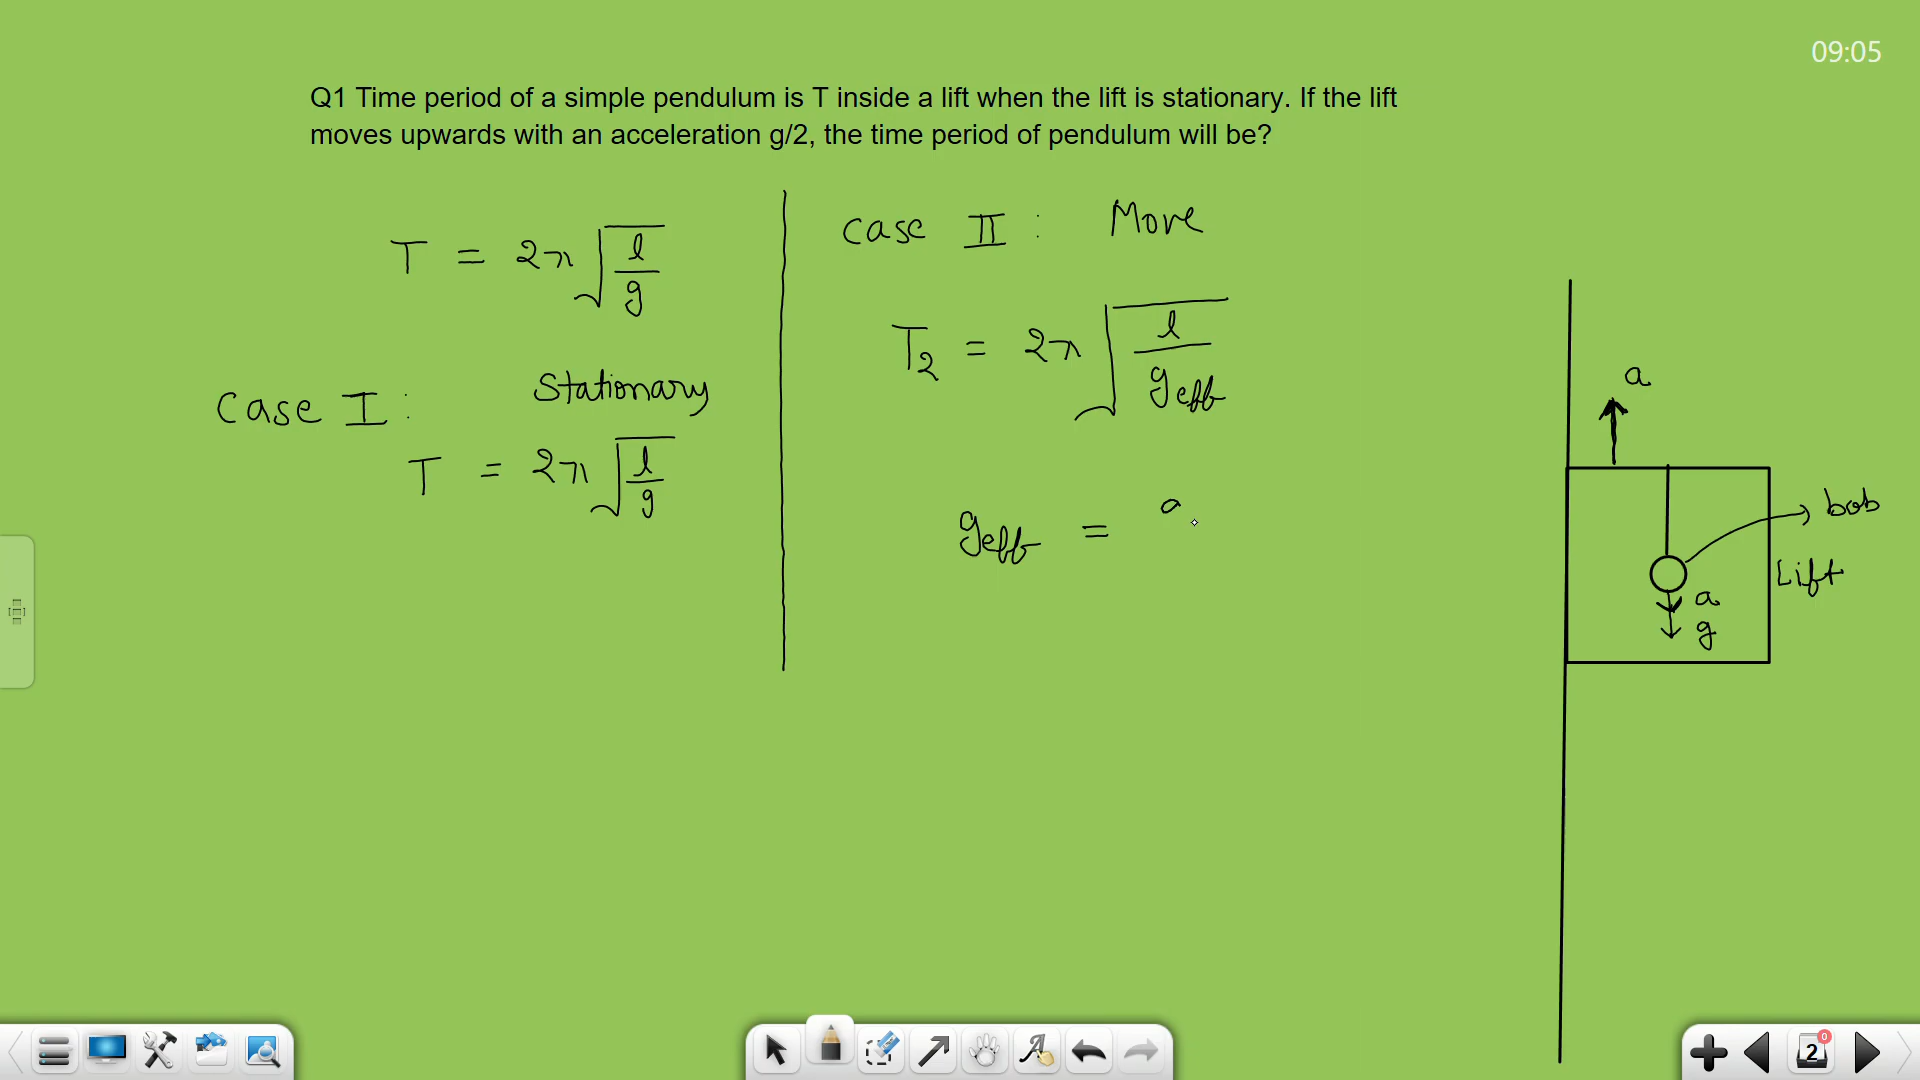 09:05
Q1 Time period of a simple pendulum is T inside a lift when the lift is stationary. If the lift
moves upwards with an acceleration g/2, the time period of pendulum will be?
T = 2π√(l/g)
Case I : Stationary
T = 2π√(l/g)
Case II : Move
T₂ = 2π√(l/g_eff)
g_eff = a
a
bob
Lift
a
g
2
0